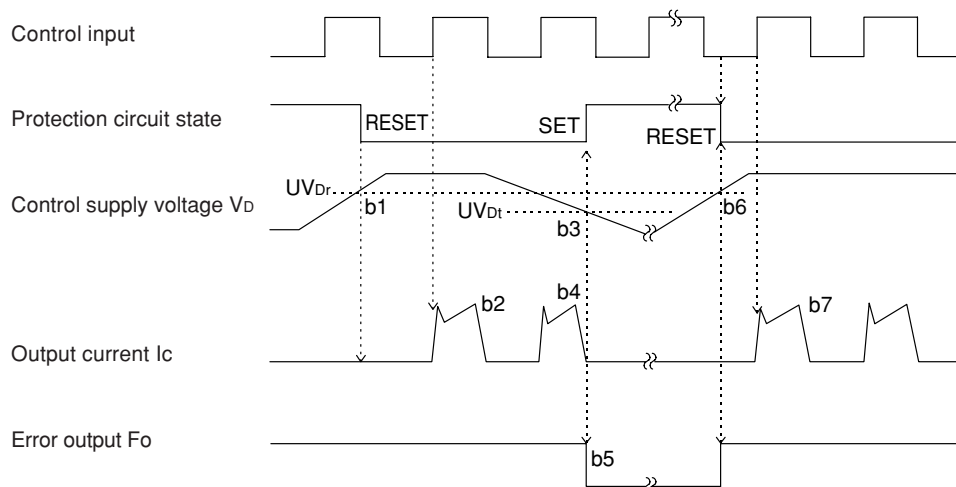 Control input
Protection circuit state
RESET
SET
RESET
UVDr
Control supply voltage VD
b1
UVDt
b3
b6
b2
b4
b7
Output current Ic
Error output Fo
b5